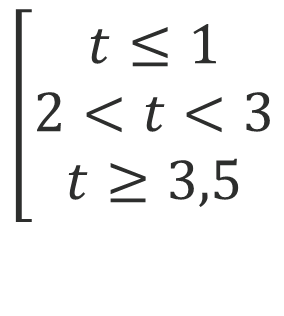 t ≤ 1
2 < t < 3
t ≥ 3,5